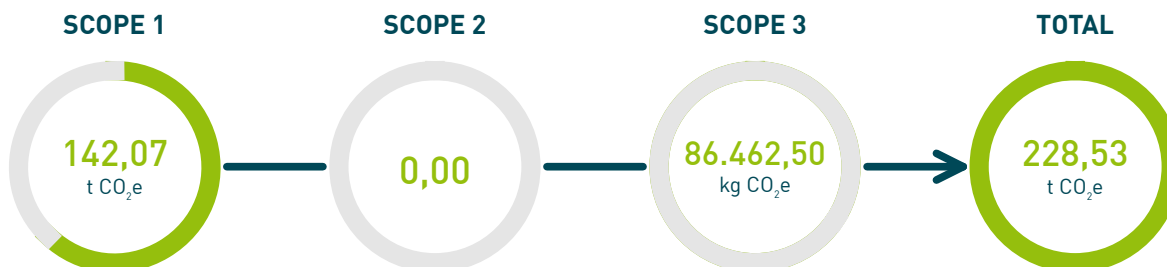 SCOPE 1
SCOPE 2
SCOPE 3
TOTAL
142,07
t CO₂e
0,00
86.462,50
kg CO₂e
228,53
t CO₂e